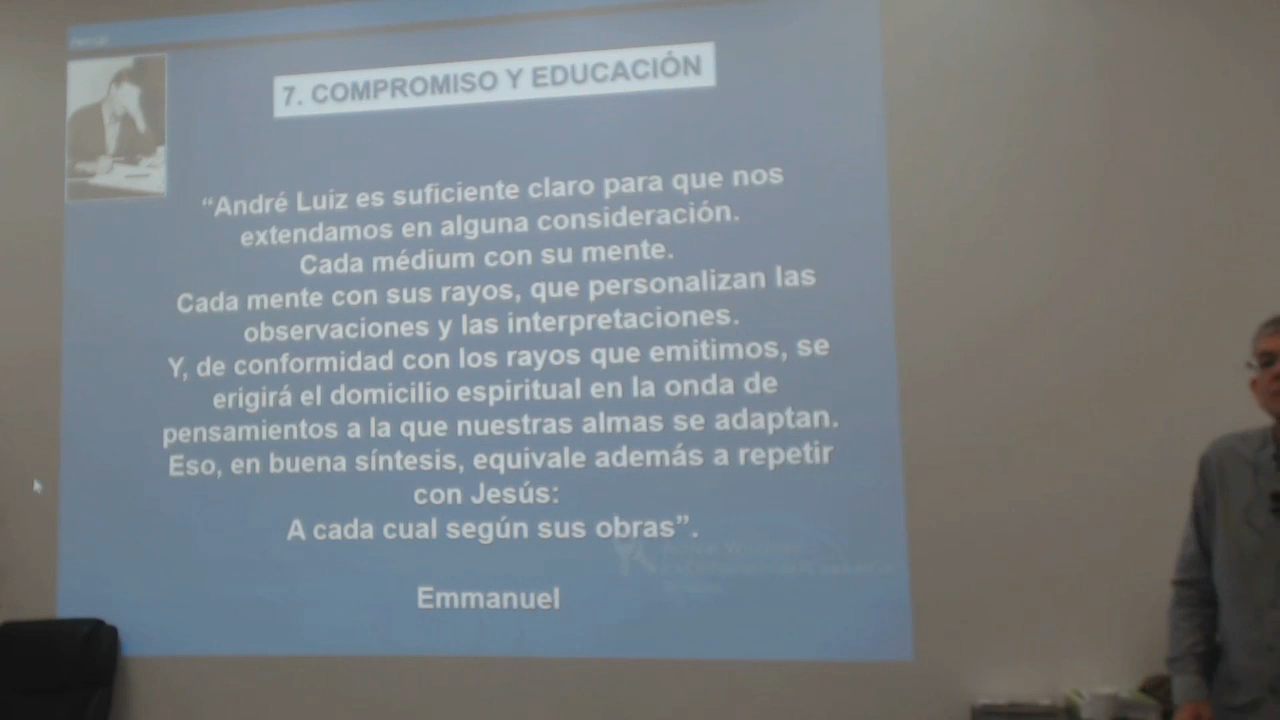 7. COMPROMISO Y EDUCACIÓN
“André Luiz es suficiente claro para que nos
extendamos en alguna consideración.
Cada médium con su mente.
Cada mente con sus rayos, que personalizan las
observaciones y las interpretaciones.
Y, de conformidad con los rayos que emitimos, se
erigirá el domicilio espiritual en la onda de
pensamientos a la que nuestras almas se adaptan.
Eso, en buena síntesis, equivale además a repetir
con Jesús:
A cada cual según sus obras”.
Emmanuel